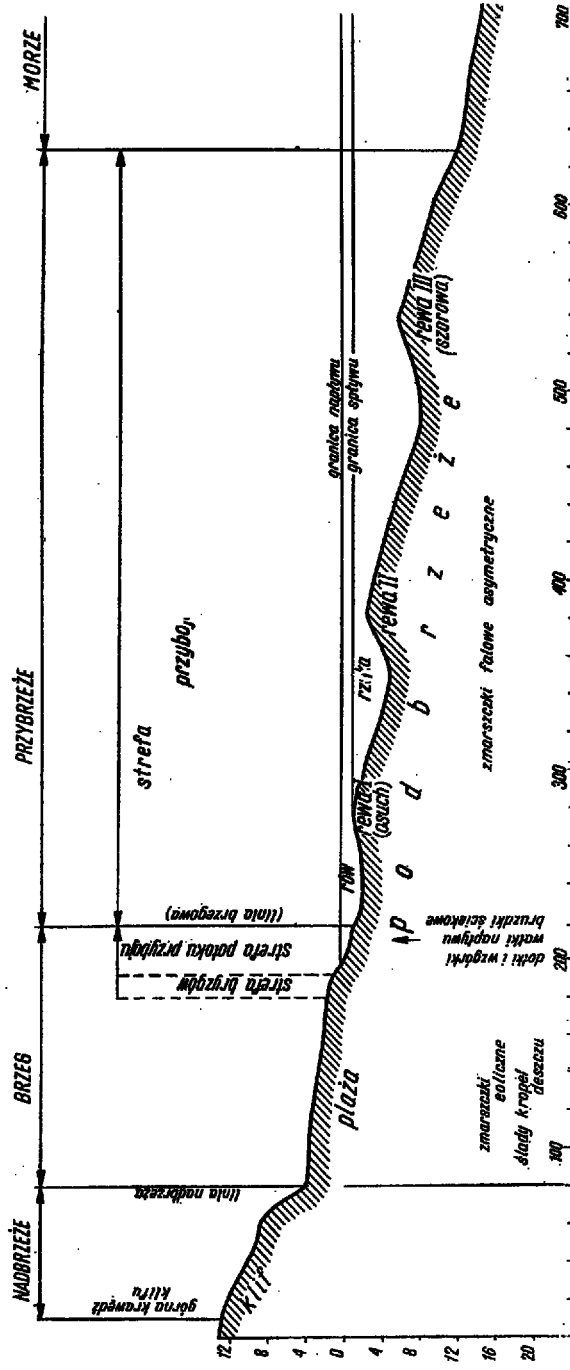 NADBRZEŻE
BRZEG
PRZYBRZEŻE
MORZE
górna krawędź
klifu
linia nadbrzeża
strefa bryzgów
strefa potoku przyboju
(linia brzegowa)
strefa
przyboj
granica napływu
granica spływu
klif
plaża
rów
rewa I
(osuch)
rewa II
rewa III
(szorowa)
p o d b r z e ż e
zmarszczki
eoliczne
ślady kropel
deszczu
dołki i wzgórki
wałki napływu
bruzdki ściekowe
zmarszczki falowe asymetryczne
12
8
4
0
4
8
12
16
20
100
200
300
400
500
600
700